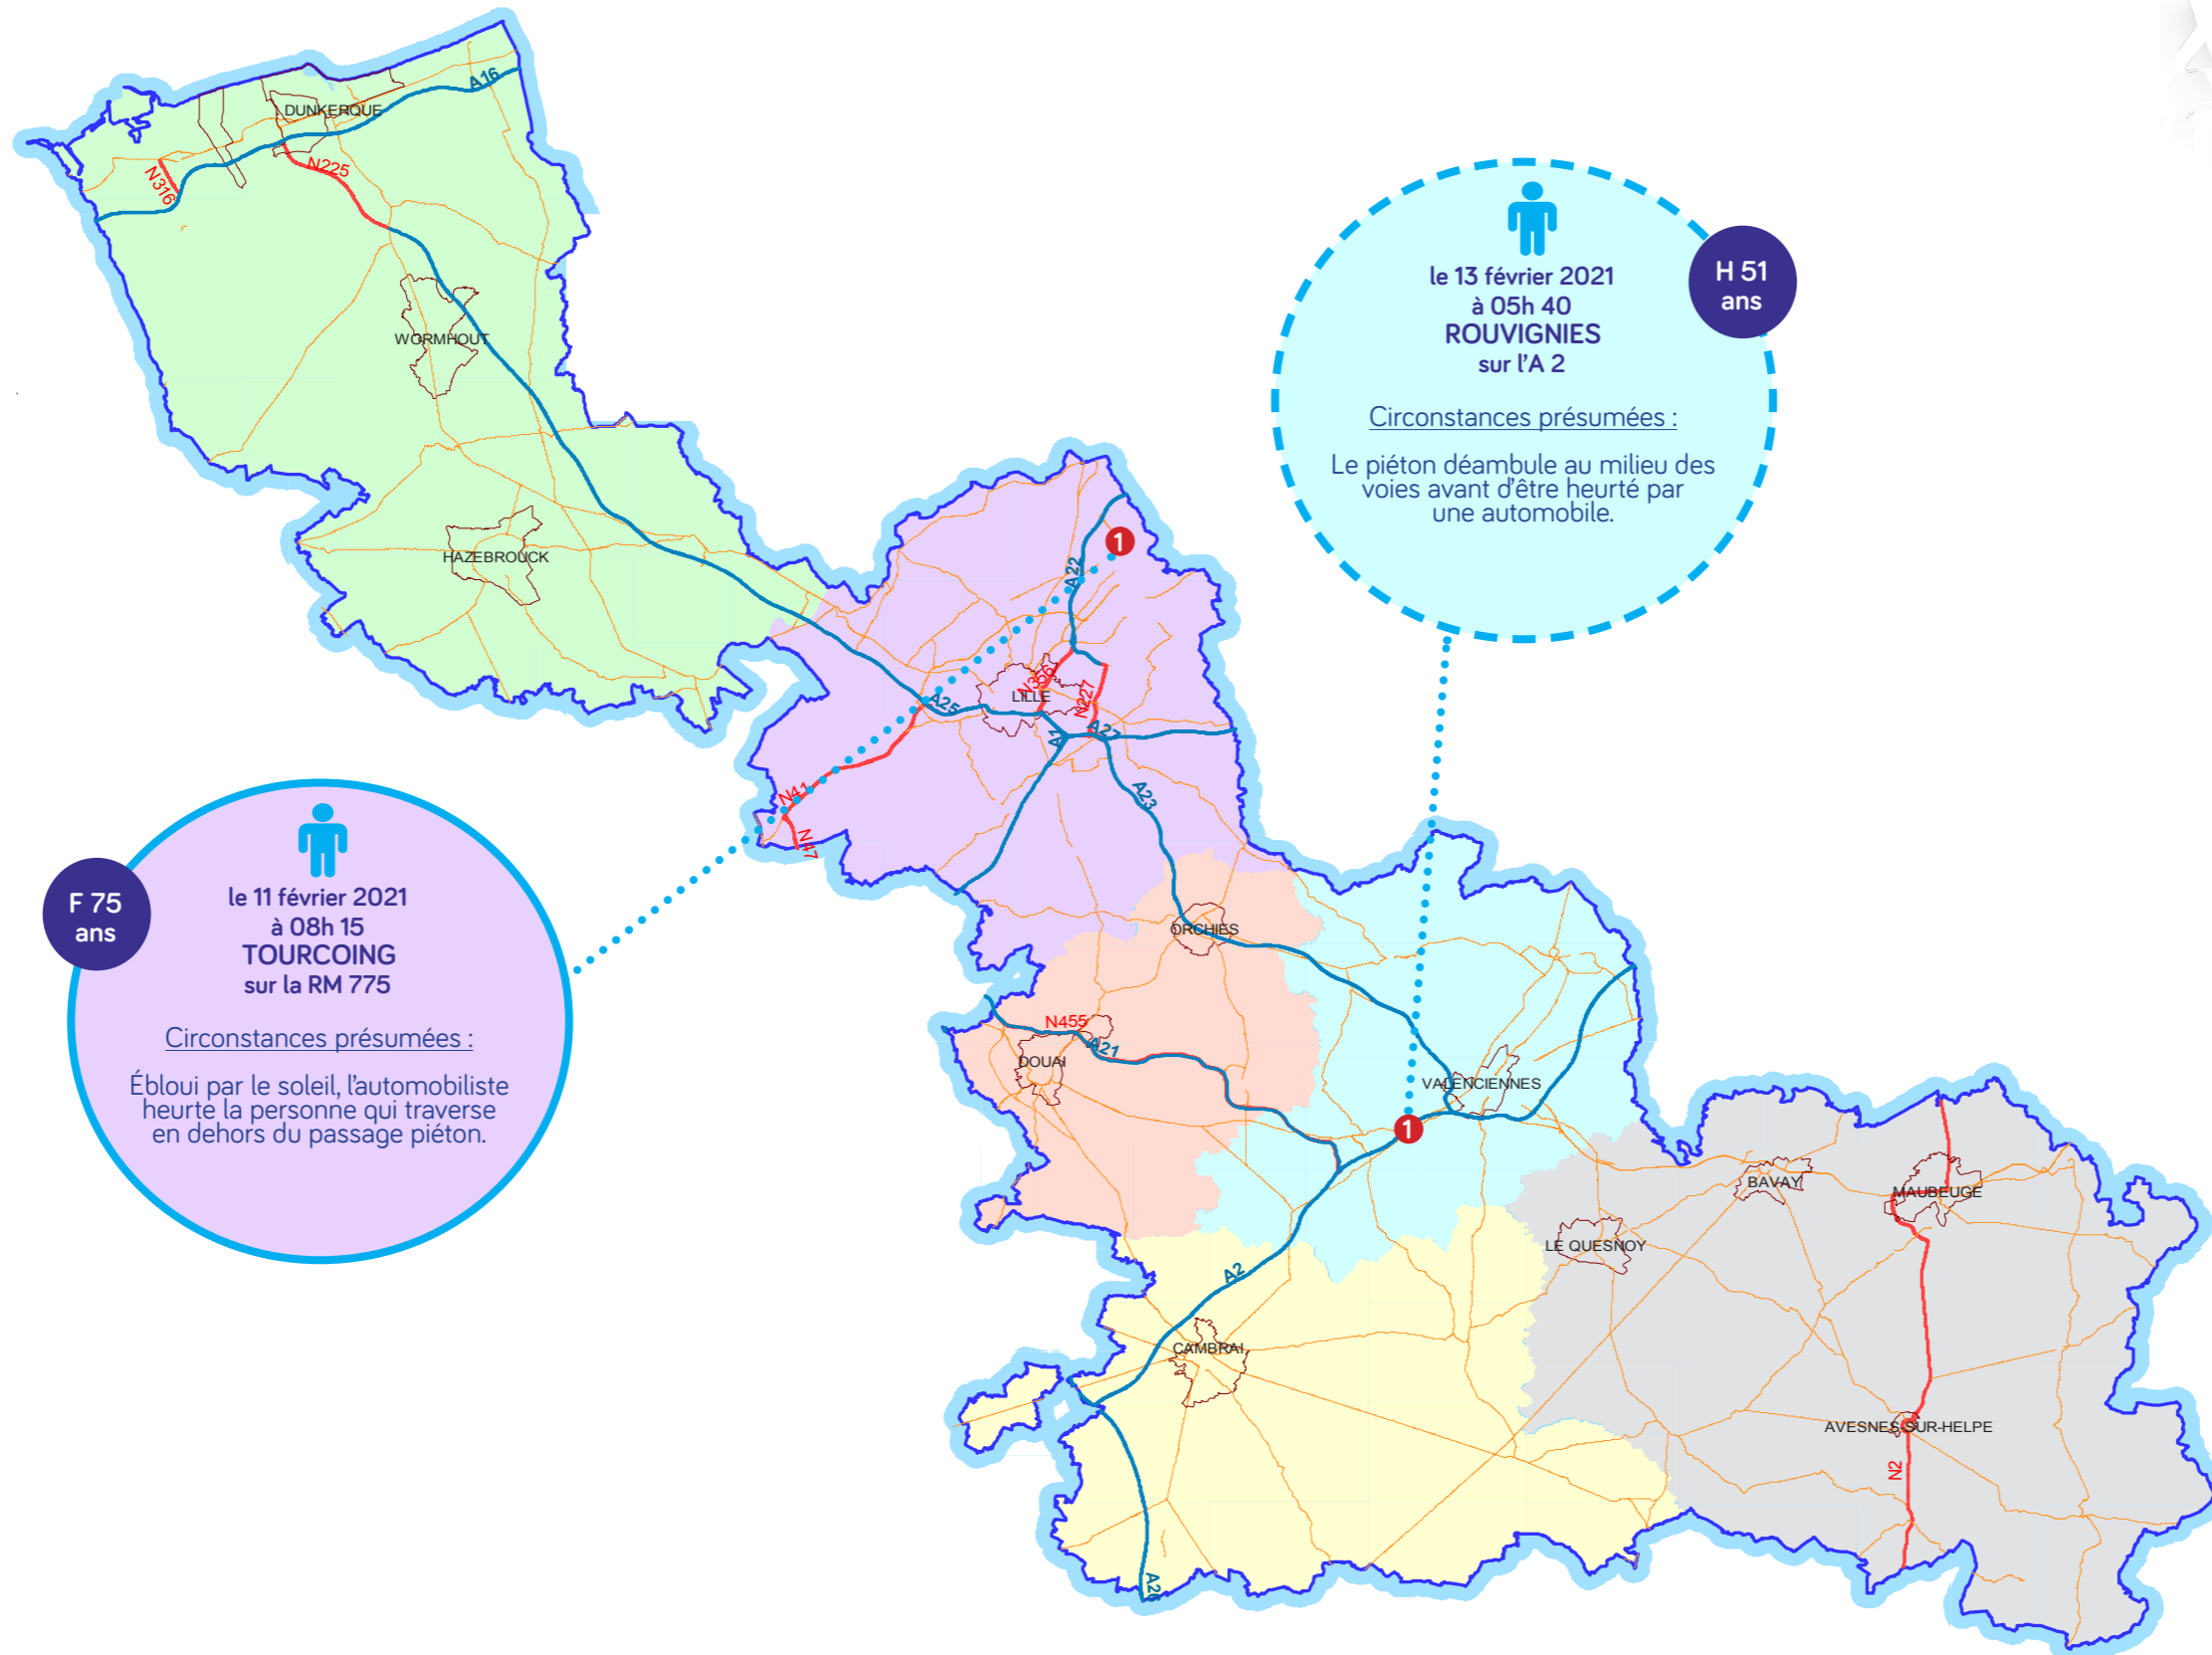 DUNKERQUE
A16
N316
N225
WORMHOUT
HAZEBROUCK
le 13 février 2021
à 05h 40
ROUVIGNIES
sur l'A 2
H 51
ans
Circonstances présumées :
Le piéton déambule au milieu des
voies avant d'être heurté par
une automobile.
1
A22
N356
LILLE
N227
A25
A1
A27
A23
N41
N47
F 75
ans
le 11 février 2021
à 08h 15
TOURCOING
sur la RM 775
Circonstances présumées :
Ébloui par le soleil, l'automobiliste
heurte la personne qui traverse
en dehors du passage piéton.
ORCHIES
N455
A21
DOUAI
VALENCIENNES
1
BAVAY
MAUBEUGE
LE QUESNOY
A2
CAMBRAI
AVESNES-SUR-HELPE
N2
A26